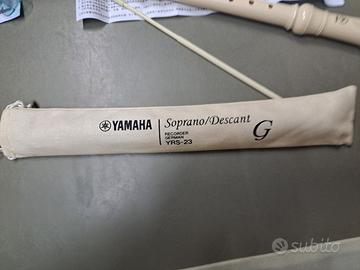 YAMAHA
Soprano/Descant
RECORDER
GERMAN
YRS-23
G
subito